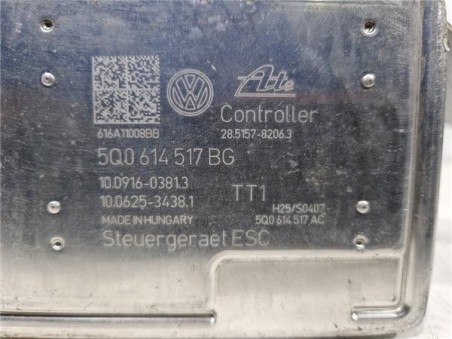 Ate
Controller
616A11008BB 28.5157-8206.3
5Q0 614 517 BG
10.0916-0381.3
10.0625-3438.1 TT1
H25/S0407
MADE IN HUNGARY 5Q0 614 517 AC
Steuergeraet ESC